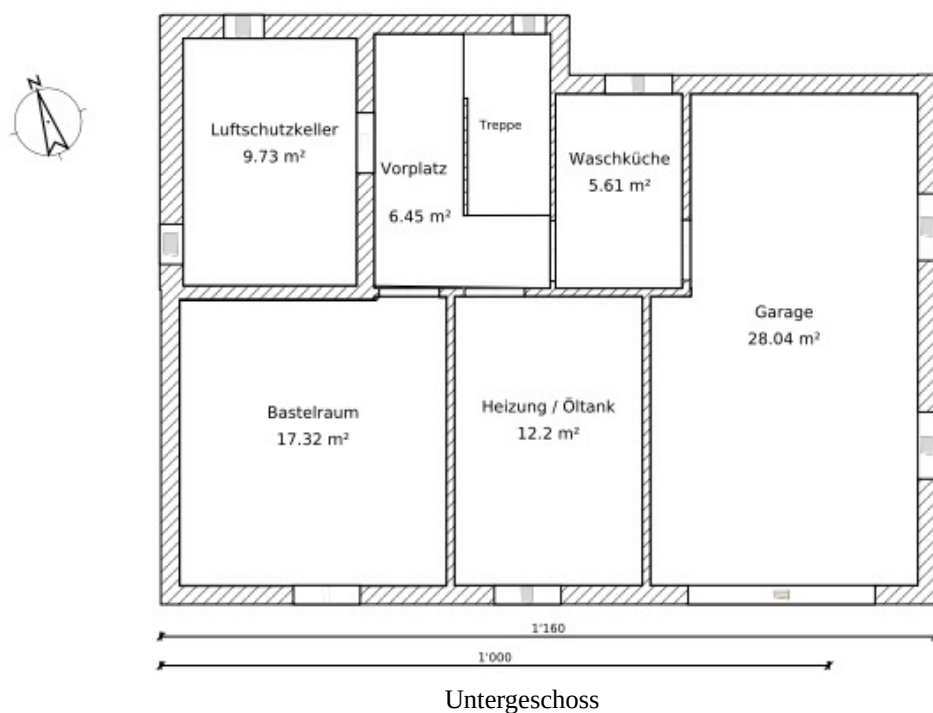 N
Luftschutzkeller
9.73 m²
Vorplatz
6.45 m²
Treppe
Waschküche
5.61 m²
Garage
28.04 m²
Bastelraum
17.32 m²
Heizung / Öltank
12.2 m²
1'160
1'000
Untergeschoss